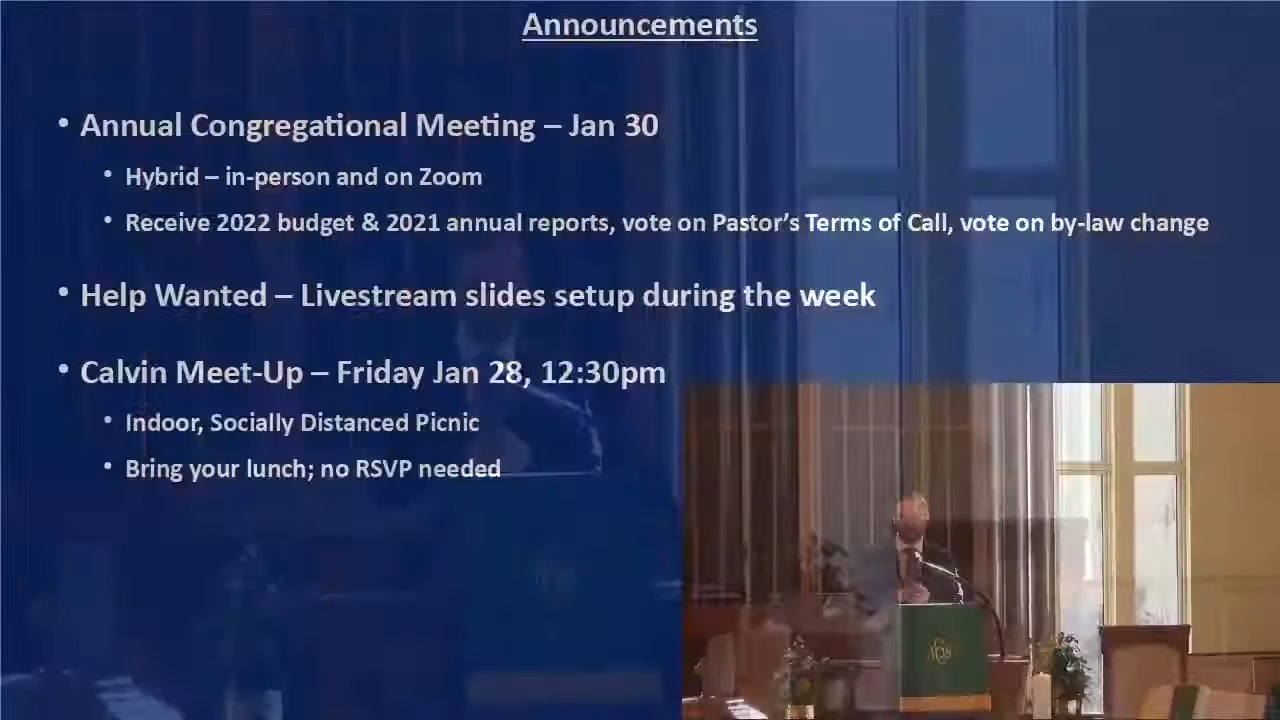 Announcements
• Annual Congregational Meeting – Jan 30
• Hybrid – in-person and on Zoom
• Receive 2022 budget & 2021 annual reports, vote on Pastor's Terms of Call, vote on by-law change
• Help Wanted – Livestream slides setup during the week
• Calvin Meet-Up – Friday Jan 28, 12:30pm
• Indoor, Socially Distanced Picnic
• Bring your lunch; no RSVP needed